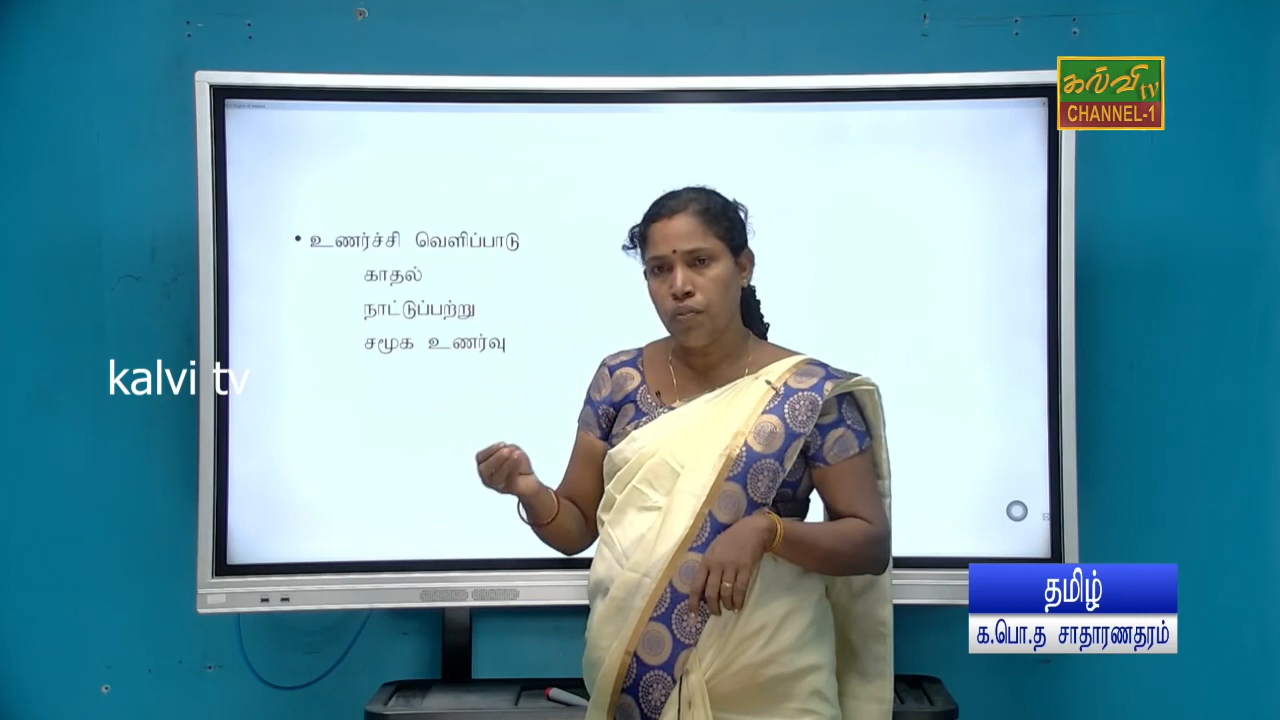 கல்வி tv
CHANNEL-1
• உணர்ச்சி வெளிப்பாடு
காதல்
நாட்டுப்பற்று
சமூக உணர்வு
kalvi tv
தமிழ்
க.பொ.த சாதாரணதரம்